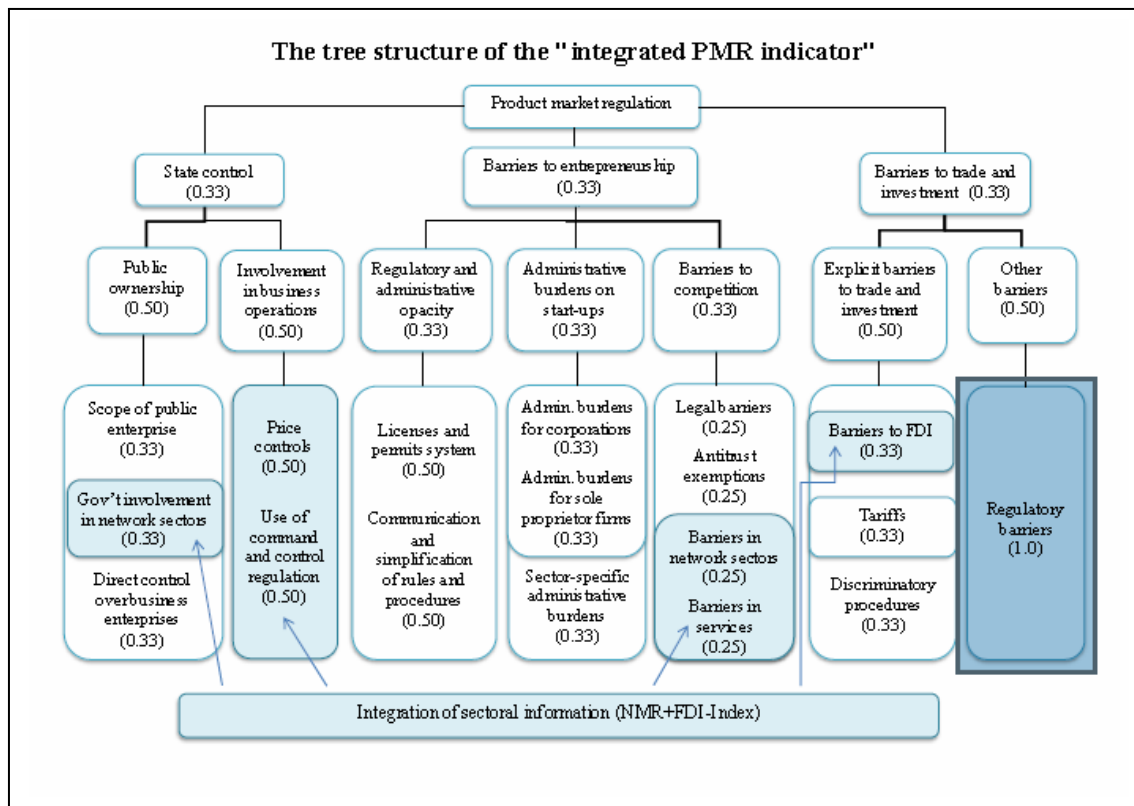 The tree structure of the "integrated PMR indicator"
Product market regulation
State control
(0.33)
Barriers to entrepreneurship
(0.33)
Barriers to trade and
investment (0.33)
Public
ownership
(0.50)
Involvement
in business
operations
(0.50)
Regulatory and
administrative
opacity
(0.33)
Administrative
burdens on
start-ups
(0.33)
Barriers to
competition
(0.33)
Explicit barriers
to trade and
investment
(0.50)
Other
barriers
(0.50)
Scope of public
enterprise
(0.33)
Gov't involvement
in network sectors
(0.33)
Direct control
over business
enterprises
(0.33)
Price
controls
(0.50)
Use of
command
and control
regulation
(0.50)
Licenses and
permits system
(0.50)
Communication
and
simplification
of rules and
procedures
(0.50)
Admin. burdens
for corporations
(0.33)
Admin. burdens
for sole
proprietor firms
(0.33)
Sector-specific
administrative
burdens
(0.33)
Legal barriers
(0.25)
Antitrust
exemptions
(0.25)
Barriers in
network sectors
(0.25)
Barriers in
services
(0.25)
Barriers to FDI
(0.33)
Tariffs
(0.33)
Discriminatory
procedures
(0.33)
Regulatory
barriers
(1.0)
Integration of sectoral information (NMR+FDI-Index)